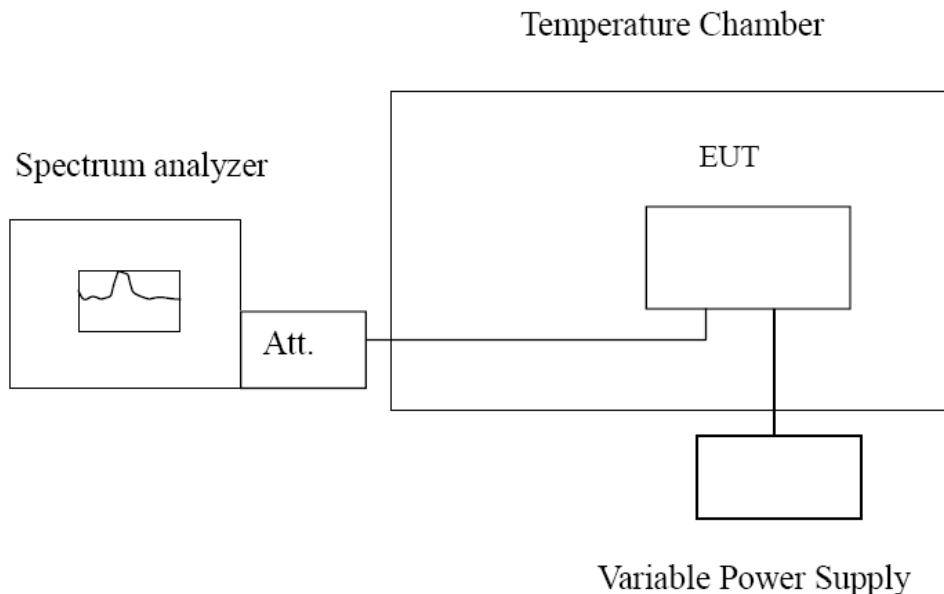 Temperature Chamber
EUT
Spectrum analyzer
Att.
Variable Power Supply